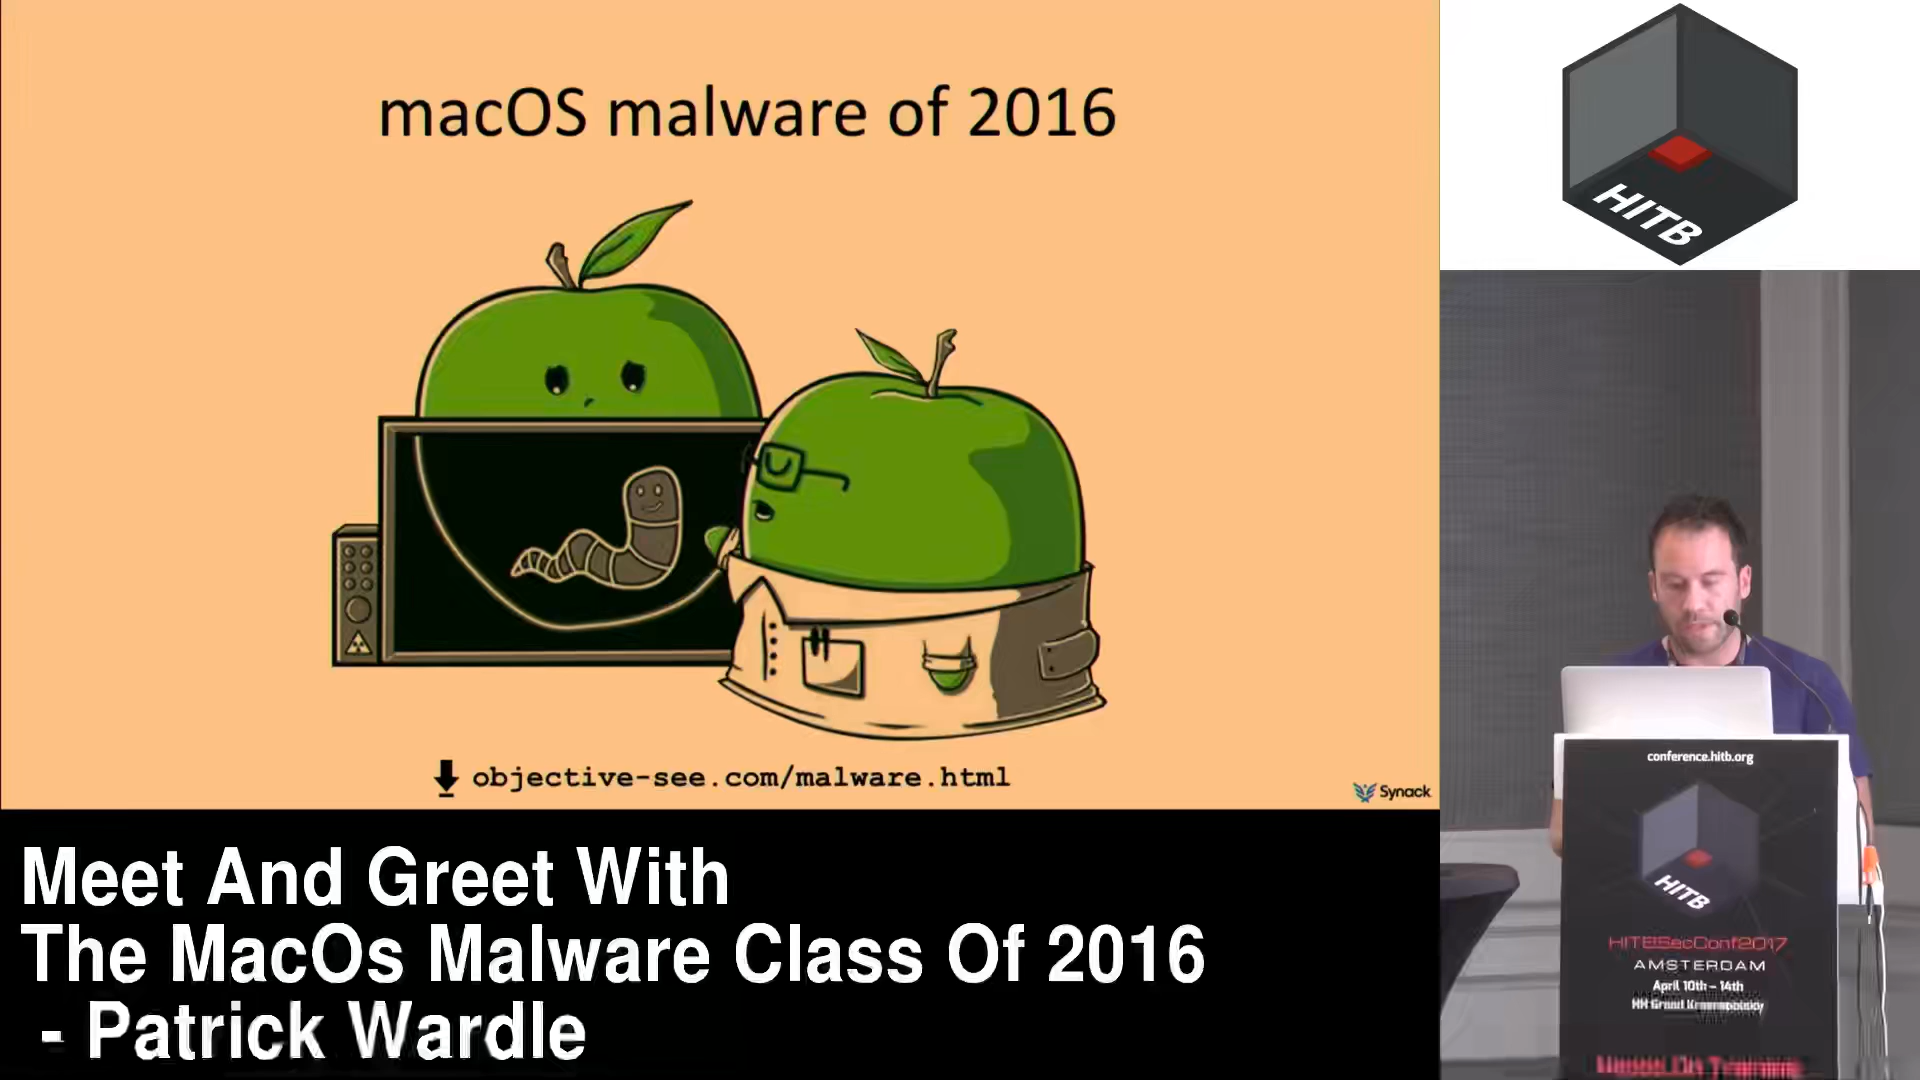 macOS malware of 2016
objective-see.com/malware.html
Synack
HITB
Meet And Greet With
The MacOs Malware Class Of 2016
- Patrick Wardle
conference.hitb.org
HITB
HITBSecConf2017
AMSTERDAM
April 10th - 14th